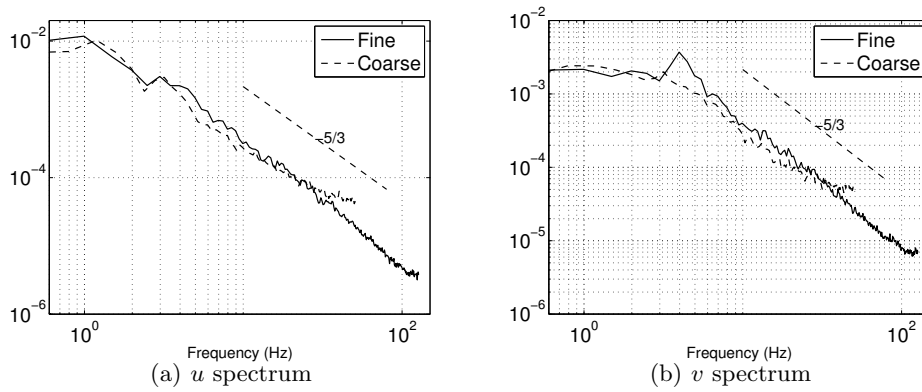 10^{-2}
10^{-4}
10^{-6}
10^{0}
10^{2}
Fine
Coarse
−5/3
Frequency (Hz)
(a) u spectrum
10^{-2}
10^{-3}
10^{-4}
10^{-5}
10^{-6}
10^{0}
10^{2}
Fine
Coarse
−5/3
Frequency (Hz)
(b) v spectrum